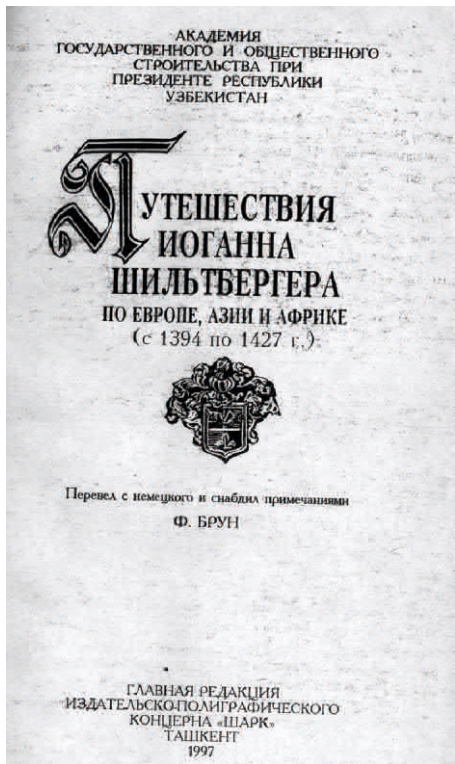 АКАДЕМИЯ
ГОСУДАРСТВЕННОГО И ОБЩЕСТВЕННОГО
СТРОИТЕЛЬСТВА ПРИ
ПРЕЗИДЕНТЕ РЕСПУБЛИКИ
УЗБЕКИСТАН
ПУТЕШЕСТВИЯ
ИОГАННА
ШИЛЬТБЕРГЕРА
ПО ЕВРОПЕ, АЗИИ И АФРИКЕ
(с 1394 по 1427 г.)
Перевел с немецкого и снабдил примечаниями
Ф. БРУН
ГЛАВНАЯ РЕДАКЦИЯ
ИЗДАТЕЛЬСКО-ПОЛИГРАФИЧЕСКОГО
КОНЦЕРНА «ШАРК»
ТАШКЕНТ
1997